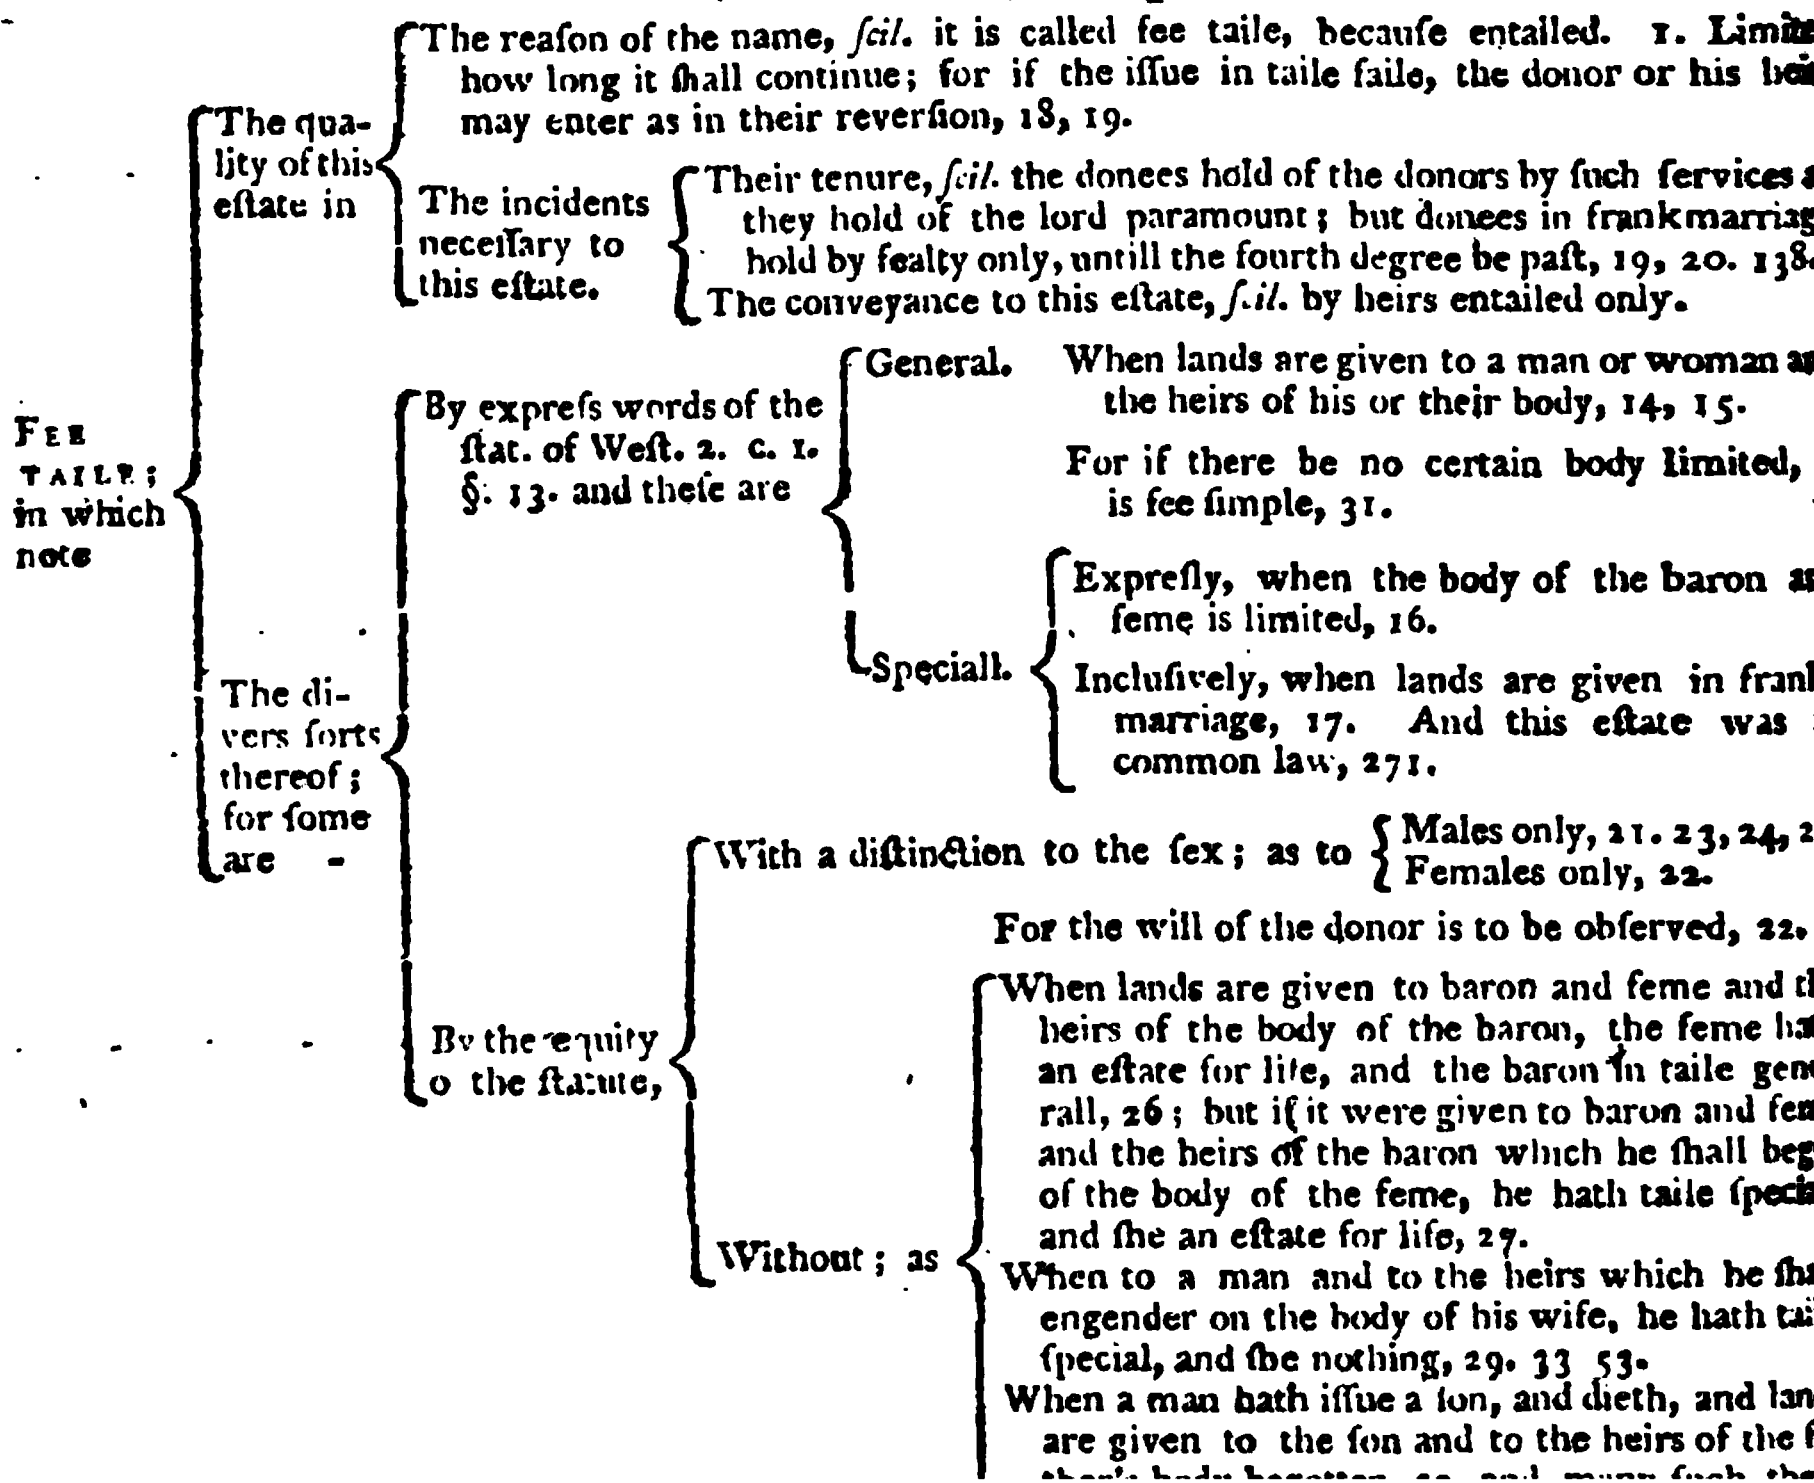 The reaſon of the name, ſcil. it is called fee taile, becauſe entailed. 1. Limits
how long it ſhall continue; for if the iſſue in taile faile, the donor or his
may enter as in their reverſion, 18, 19.
The qua-
lity of this
eſtate in
The incidents
neceſſary to
this eſtate.
Their tenure, ſcil. the donees hold of the donors by ſuch ſervices
they hold of the lord paramount; but donees in frankmarriag
hold by fealty only, untill the fourth degree be paſt, 19, 20. 138.
The conveyance to this eſtate, ſcil. by heirs entailed only.
FEE
TAILE;
in which
note
The di-
vers ſorts
thereof;
for ſome
are -
By expreſs words of the
ſtat. of Weſt. 2. c. 1.
§. 13. and theſe are
General. When lands are given to a man or woman
the heirs of his or their body, 14, 15.
For if there be no certain body limited,
is fee ſimple, 31.
Speciall.
Expreſly, when the body of the baron
feme is limited, 16.
Incluſively, when lands are given in frank
marriage, 17. And this eſtate was
common law, 271.
By the equity
o the ſtatute,
With a diſtinction to the ſex; as to
Males only, 21. 23, 24, 2
Females only, 22.
For the will of the donor is to be obſerved, 22.
Without; as
When lands are given to baron and feme and
heirs of the body of the baron, the feme
an eſtate for life, and the baron in taile gene
rall, 26; but if it were given to baron and
and the heirs of the baron which he ſhall beg
of the body of the feme, he hath taile
and ſhe an eſtate for life, 27.
When to a man and to the heirs which he
engender on the body of his wife, he hath
ſpecial, and ſhe nothing, 29. 33 53.
When a man hath iſſue a ſon, and dieth, and lan
are given to the ſon and to the heirs of the